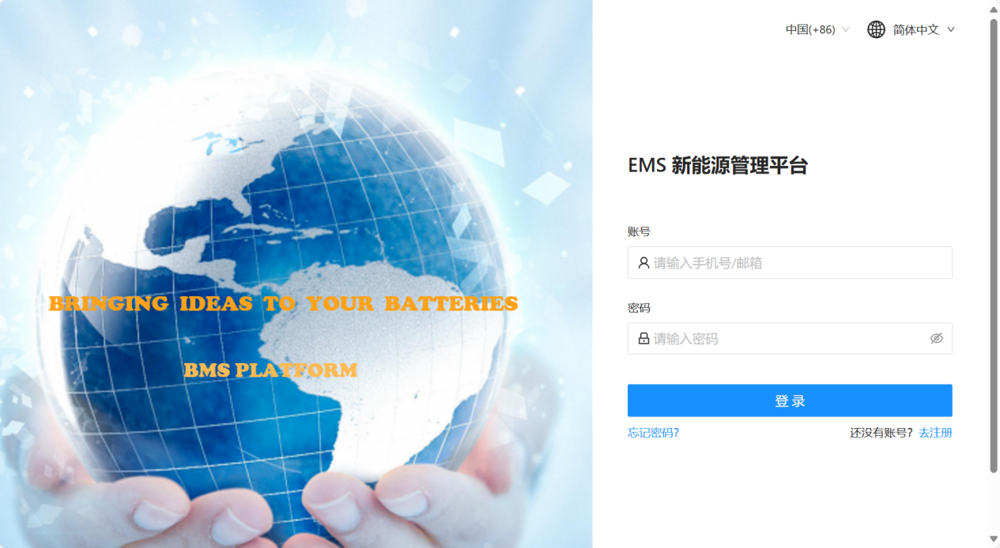 中国(+86)
简体中文
BRINGING IDEAS TO YOUR BATTERIES
BMS PLATFORM
EMS 新能源管理平台
账号
请输入手机号/邮箱
密码
请输入密码
登 录
忘记密码?
还没有账号? 去注册